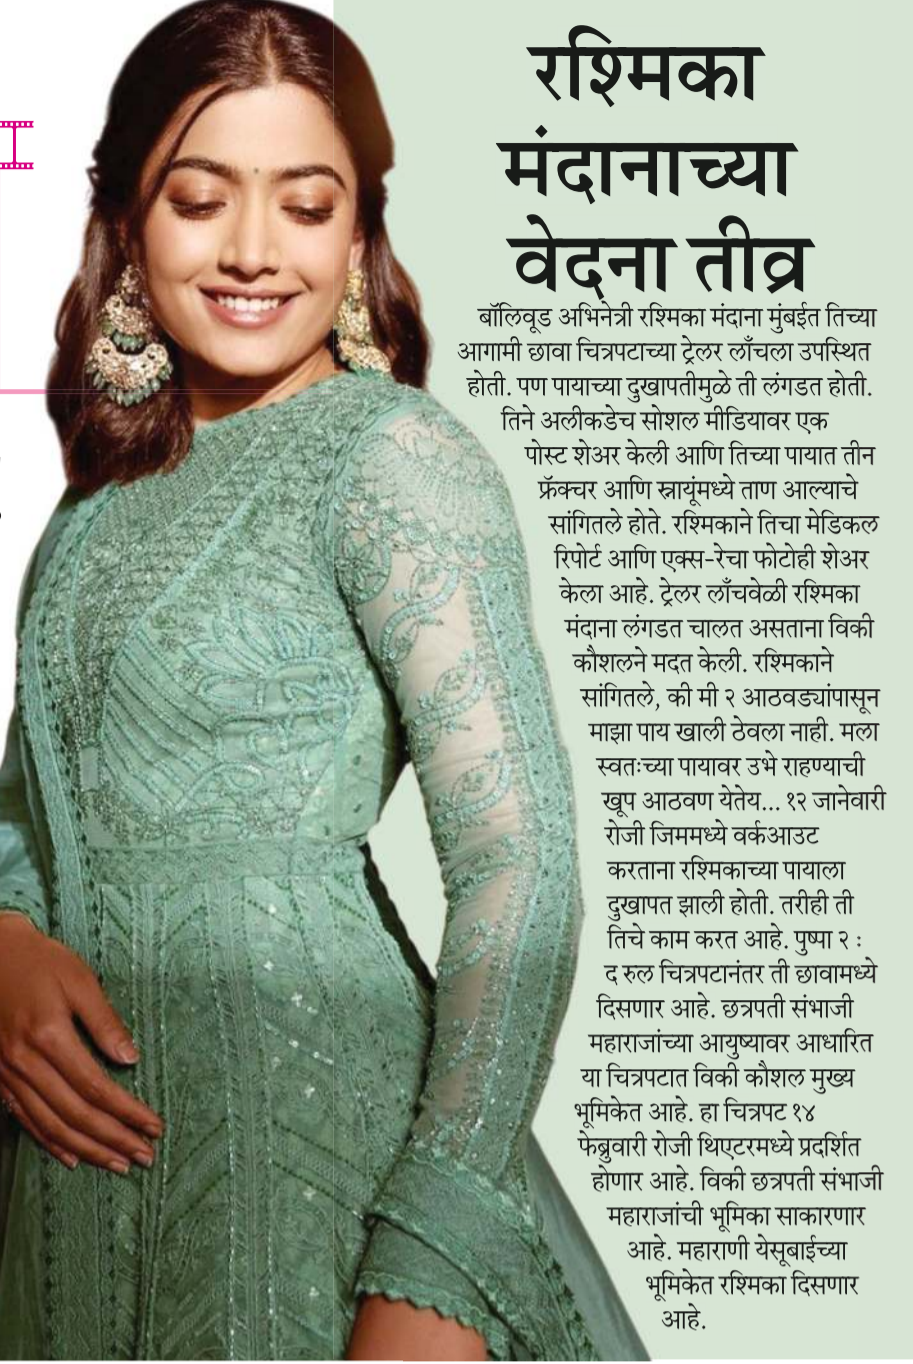 रश्मिका
मंदानाच्या
वेदना तीव्र
बॉलिवूड अभिनेत्री रश्मिका मंदाना मुंबईत तिच्या
आगामी छावा चित्रपटाच्या ट्रेलर लाँचला उपस्थित
होती. पण पायाच्या दुखापतीमुळे ती लंगडत होती.
तिने अलीकडेच सोशल मीडियावर एक
पोस्ट शेअर केली आणि तिच्या पायात तीन
फ्रॅक्चर आणि स्नायूंमध्ये ताण आल्याचे
सांगितले होते. रश्मिकाने तिचा मेडिकल
रिपोर्ट आणि एक्स-रेचा फोटोही शेअर
केला आहे. ट्रेलर लाँचवेळी रश्मिका
मंदाना लंगडत चालत असताना विकी
कौशलने मदत केली. रश्मिकाने
सांगितले, की मी २ आठवड्यांपासून
माझा पाय खाली ठेवला नाही. मला
स्वतःच्या पायावर उभे राहण्याची
खूप आठवण येतेय... १२ जानेवारी
रोजी जिममध्ये वर्कआउट
करताना रश्मिकाच्या पायाला
दुखापत झाली होती. तरीही ती
तिचे काम करत आहे. पुष्पा २ :
द रुल चित्रपटानंतर ती छावामध्ये
दिसणार आहे. छत्रपती संभाजी
महाराजांच्या आयुष्यावर आधारित
या चित्रपटात विकी कौशल मुख्य
भूमिकेत आहे. हा चित्रपट १४
फेब्रुवारी रोजी थिएटरमध्ये प्रदर्शित
होणार आहे. विकी छत्रपती संभाजी
महाराजांची भूमिका साकारणार
आहे. महाराणी येसूबाईच्या
भूमिकेत रश्मिका दिसणार
आहे.